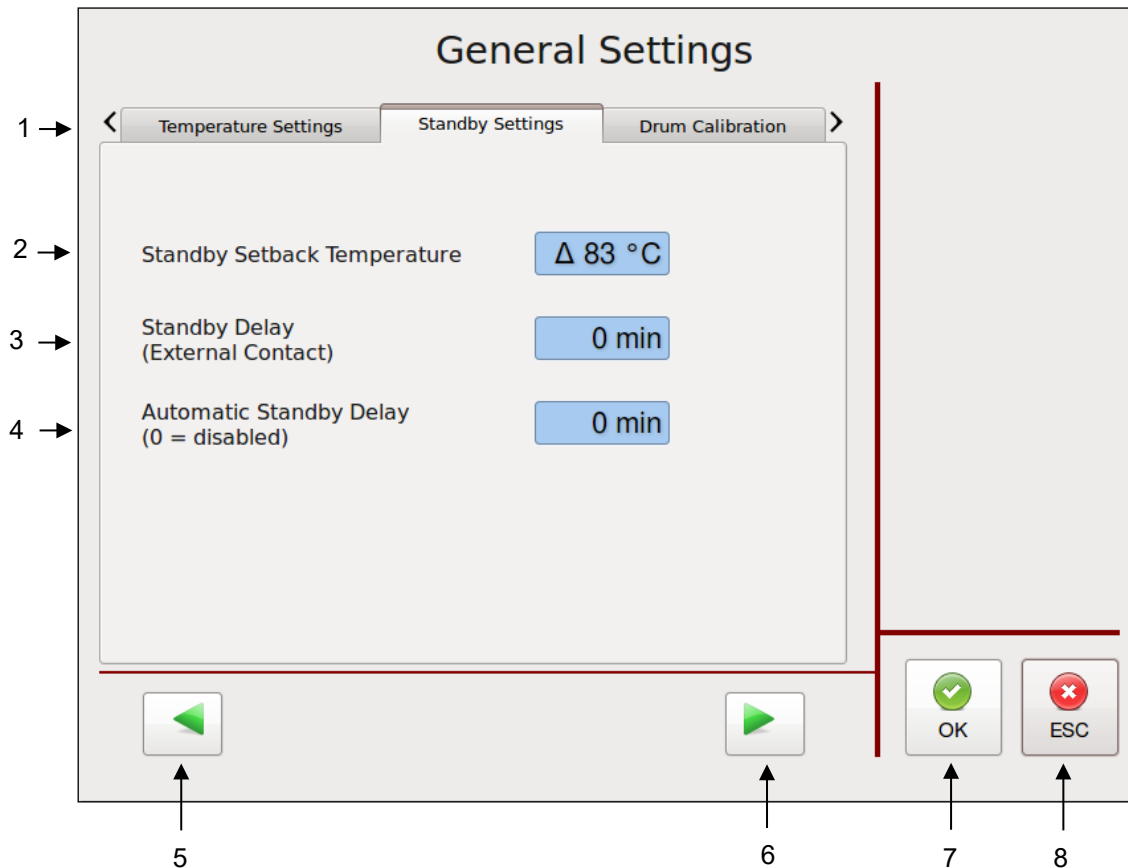 General Settings
1
Temperature Settings
Standby Settings
Drum Calibration
2
Standby Setback Temperature
Δ 83 °C
3
Standby Delay
(External Contact)
0 min
4
Automatic Standby Delay
(0 = disabled)
0 min
OK
ESC
5
6
7
8